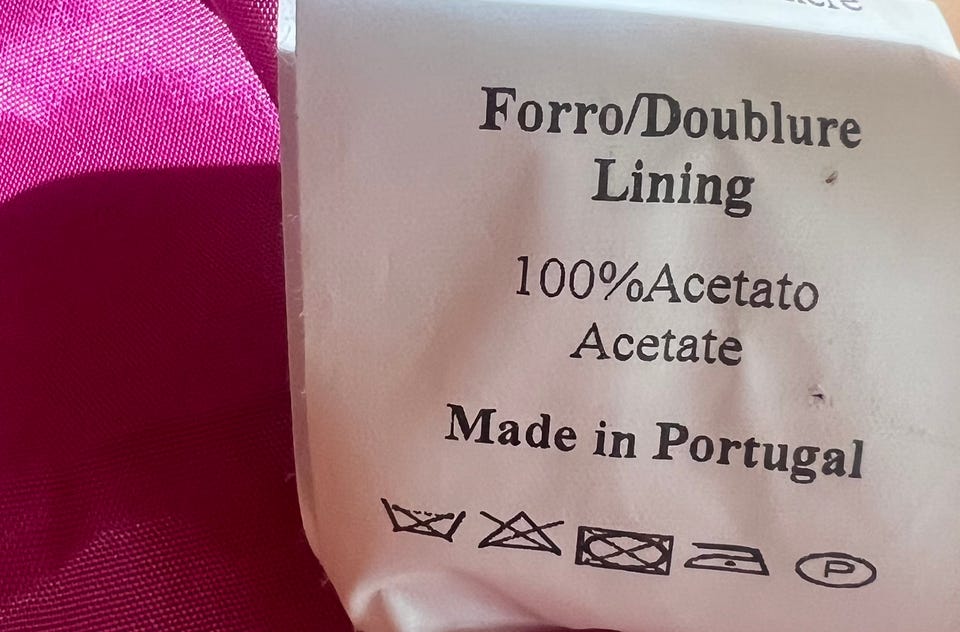 Forro/Doublure
Lining
100%Acetato
Acetate
Made in Portugal
P